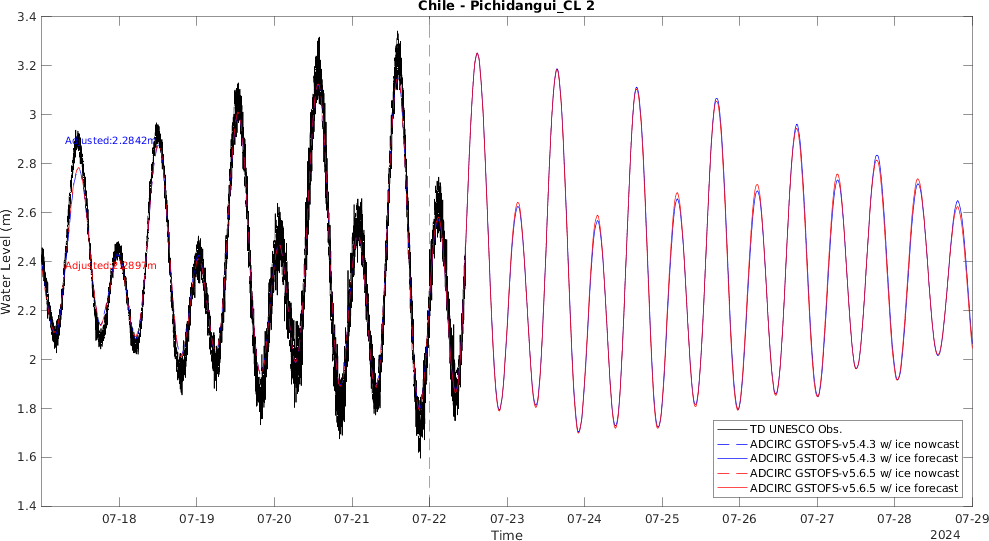 Chile - Pichidangui_CL 2
3.4
3.2
3
2.8
2.6
2.4
2.2
2
1.8
1.6
1.4
Water Level (m)
Adjusted:2.2842m
Adjusted:2.2897m
TD UNESCO Obs.
ADCIRC GSTOFS-v5.4.3 w/ ice nowcast
ADCIRC GSTOFS-v5.4.3 w/ ice forecast
ADCIRC GSTOFS-v5.6.5 w/ ice nowcast
ADCIRC GSTOFS-v5.6.5 w/ ice forecast
07-18 07-19 07-20 07-21 07-22 07-23 07-24 07-25 07-26 07-27 07-28 07-29
Time
2024